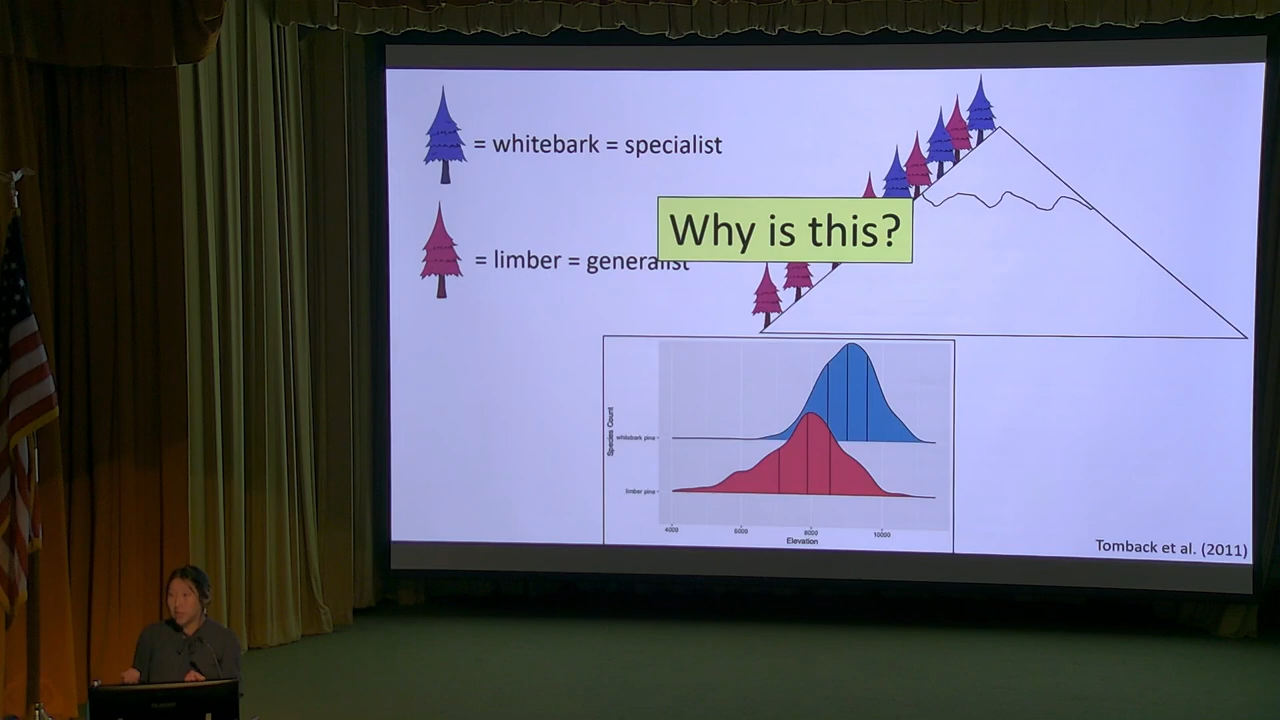 = whitebark = specialist
Why is this?
= limber = generalist
Species Count
whitebark pine
limber pine
4000
6000
8000
10000
Elevation
Tomback et al. (2011)